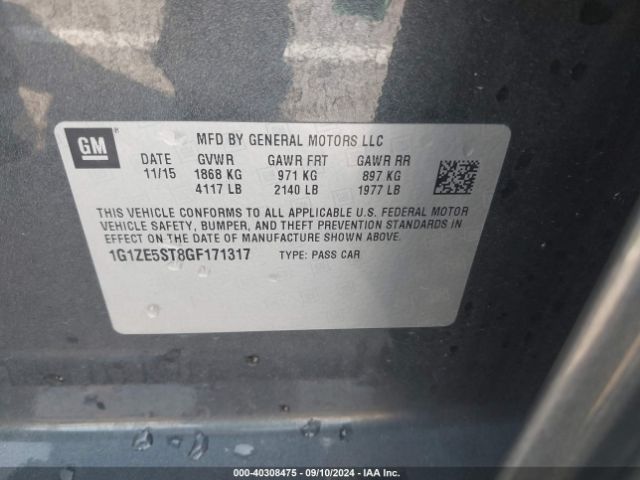 GM
MFD BY GENERAL MOTORS LLC
DATE GVWR GAWR FRT GAWR RR
11/15 1868 KG 971 KG 897 KG
4117 LB 2140 LB 1977 LB
THIS VEHICLE CONFORMS TO ALL APPLICABLE U.S. FEDERAL MOTOR
VEHICLE SAFETY, BUMPER, AND THEFT PREVENTION STANDARDS IN
EFFECT ON THE DATE OF MANUFACTURE SHOWN ABOVE.
1G1ZE5ST8GF171317 TYPE: PASS CAR
000-40308475 - 09/10/2024 - IAA Inc.